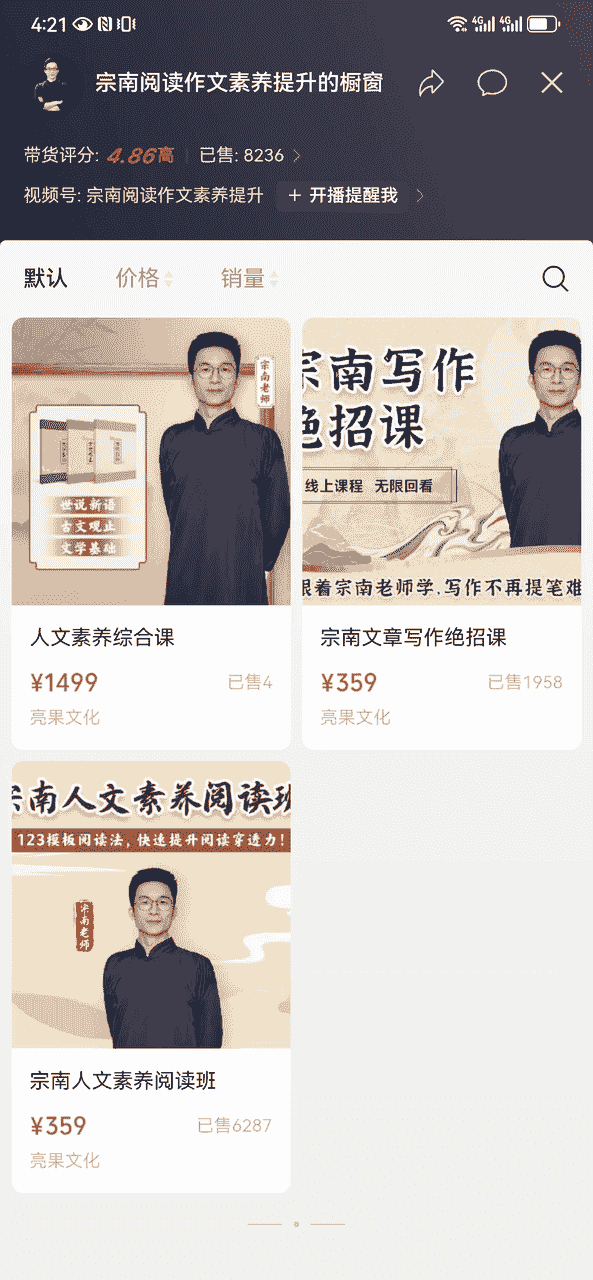 4:21
4G 4G
宗南阅读作文素养提升的橱窗
带货评分: 4.86高 已售: 8236
视频号: 宗南阅读作文素养提升 + 开播提醒我
默认 价格 销量
宗南老师
世说新语
古文观止
文学基础
人文素养综合课
¥1499 已售4
亮果文化
宗南写作
绝招课
线上课程 无限回看
跟着宗南老师学,写作不再提笔难
宗南文章写作绝招课
¥359 已售1958
亮果文化
宗南人文素养阅读班
123模板阅读法,快速提升阅读穿透力!
宗南老师
宗南人文素养阅读班
¥359 已售6287
亮果文化